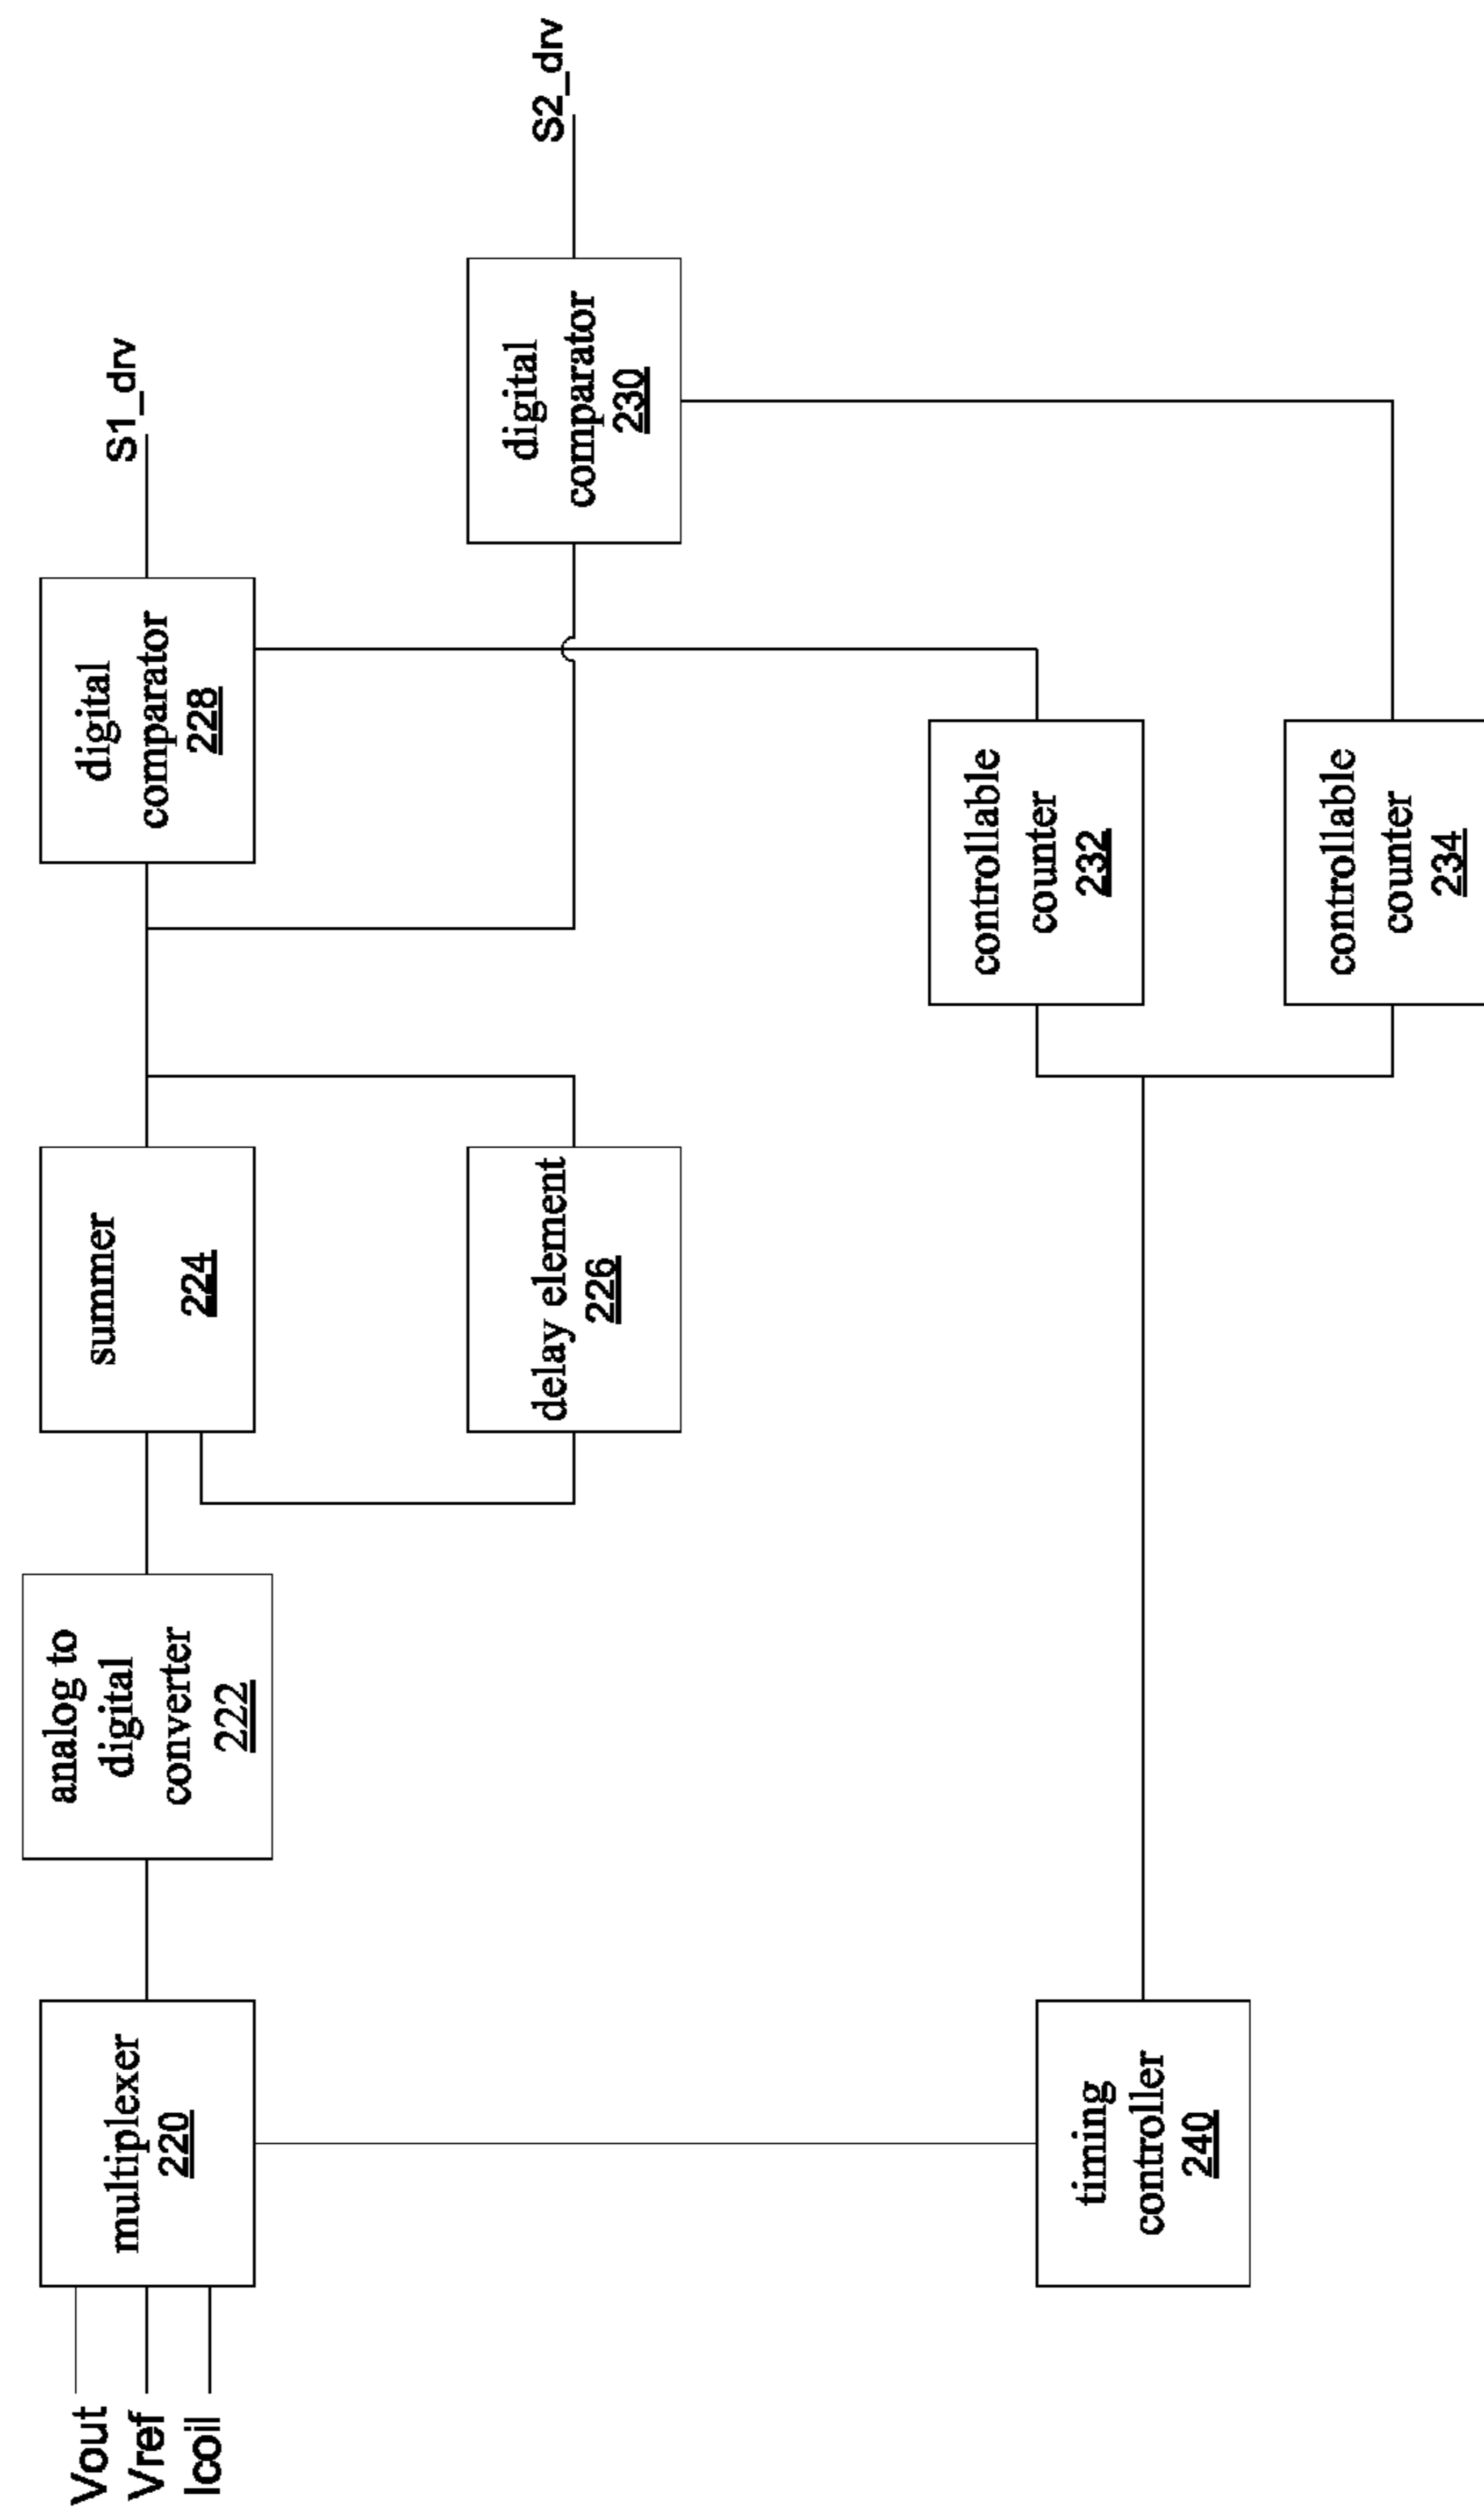 Vout
Vref
Icoil
multiplexer
220
analog to
digital
converter
222
summer
224
delay element
226
digital
comparator
228
S1_drv
digital
comparator
230
S2_drv
timing
controller
240
controllable
counter
232
controllable
counter
234